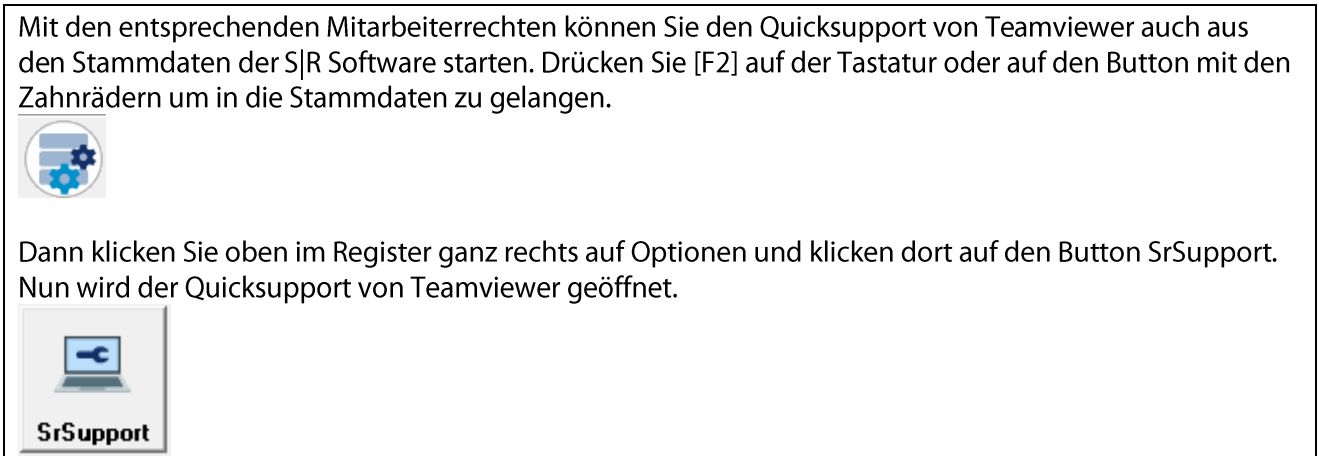 Mit den entsprechenden Mitarbeiterrechten können Sie den Quicksupport von Teamviewer auch aus
den Stammdaten der S|R Software starten. Drücken Sie [F2] auf der Tastatur oder auf den Button mit den
Zahnrädern um in die Stammdaten zu gelangen.
Dann klicken Sie oben im Register ganz rechts auf Optionen und klicken dort auf den Button SrSupport.
Nun wird der Quicksupport von Teamviewer geöffnet.
SrSupport